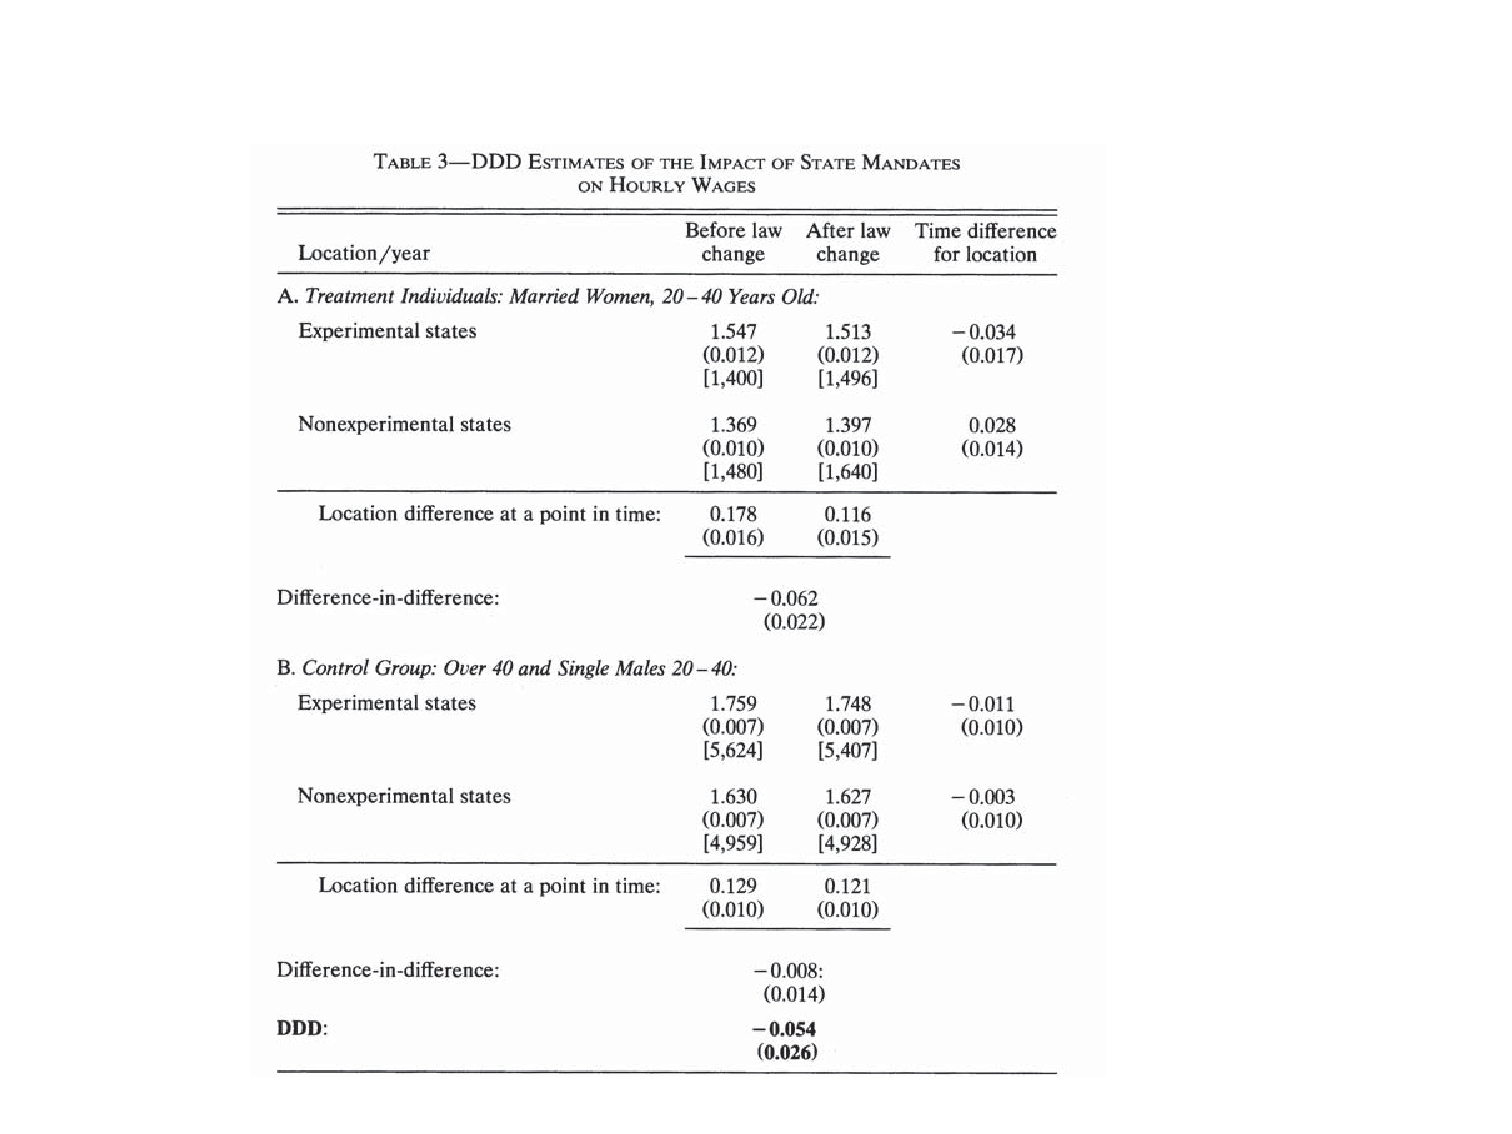 TABLE 3—DDD ESTIMATES OF THE IMPACT OF STATE MANDATES
ON HOURLY WAGES
Before law After law Time difference
Location/year change change for location
A. Treatment Individuals: Married Women, 20–40 Years Old:
Experimental states 1.547 1.513 −0.034
(0.012) (0.012) (0.017)
[1,400] [1,496]
Nonexperimental states 1.369 1.397 0.028
(0.010) (0.010) (0.014)
[1,480] [1,640]
Location difference at a point in time: 0.178 0.116
(0.016) (0.015)
Difference-in-difference: −0.062
(0.022)
B. Control Group: Over 40 and Single Males 20–40:
Experimental states 1.759 1.748 −0.011
(0.007) (0.007) (0.010)
[5,624] [5,407]
Nonexperimental states 1.630 1.627 −0.003
(0.007) (0.007) (0.010)
[4,959] [4,928]
Location difference at a point in time: 0.129 0.121
(0.010) (0.010)
Difference-in-difference: −0.008:
(0.014)
DDD: −0.054
(0.026)